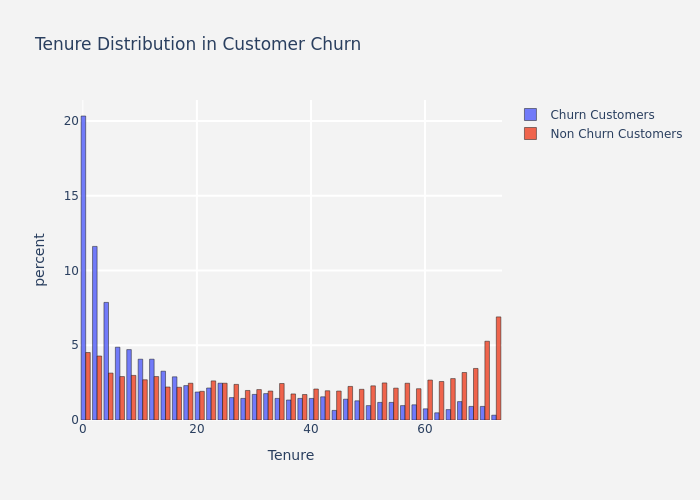 Tenure Distribution in Customer Churn
Churn Customers
Non Churn Customers
percent
20
15
10
5
0
0 20 40 60
Tenure